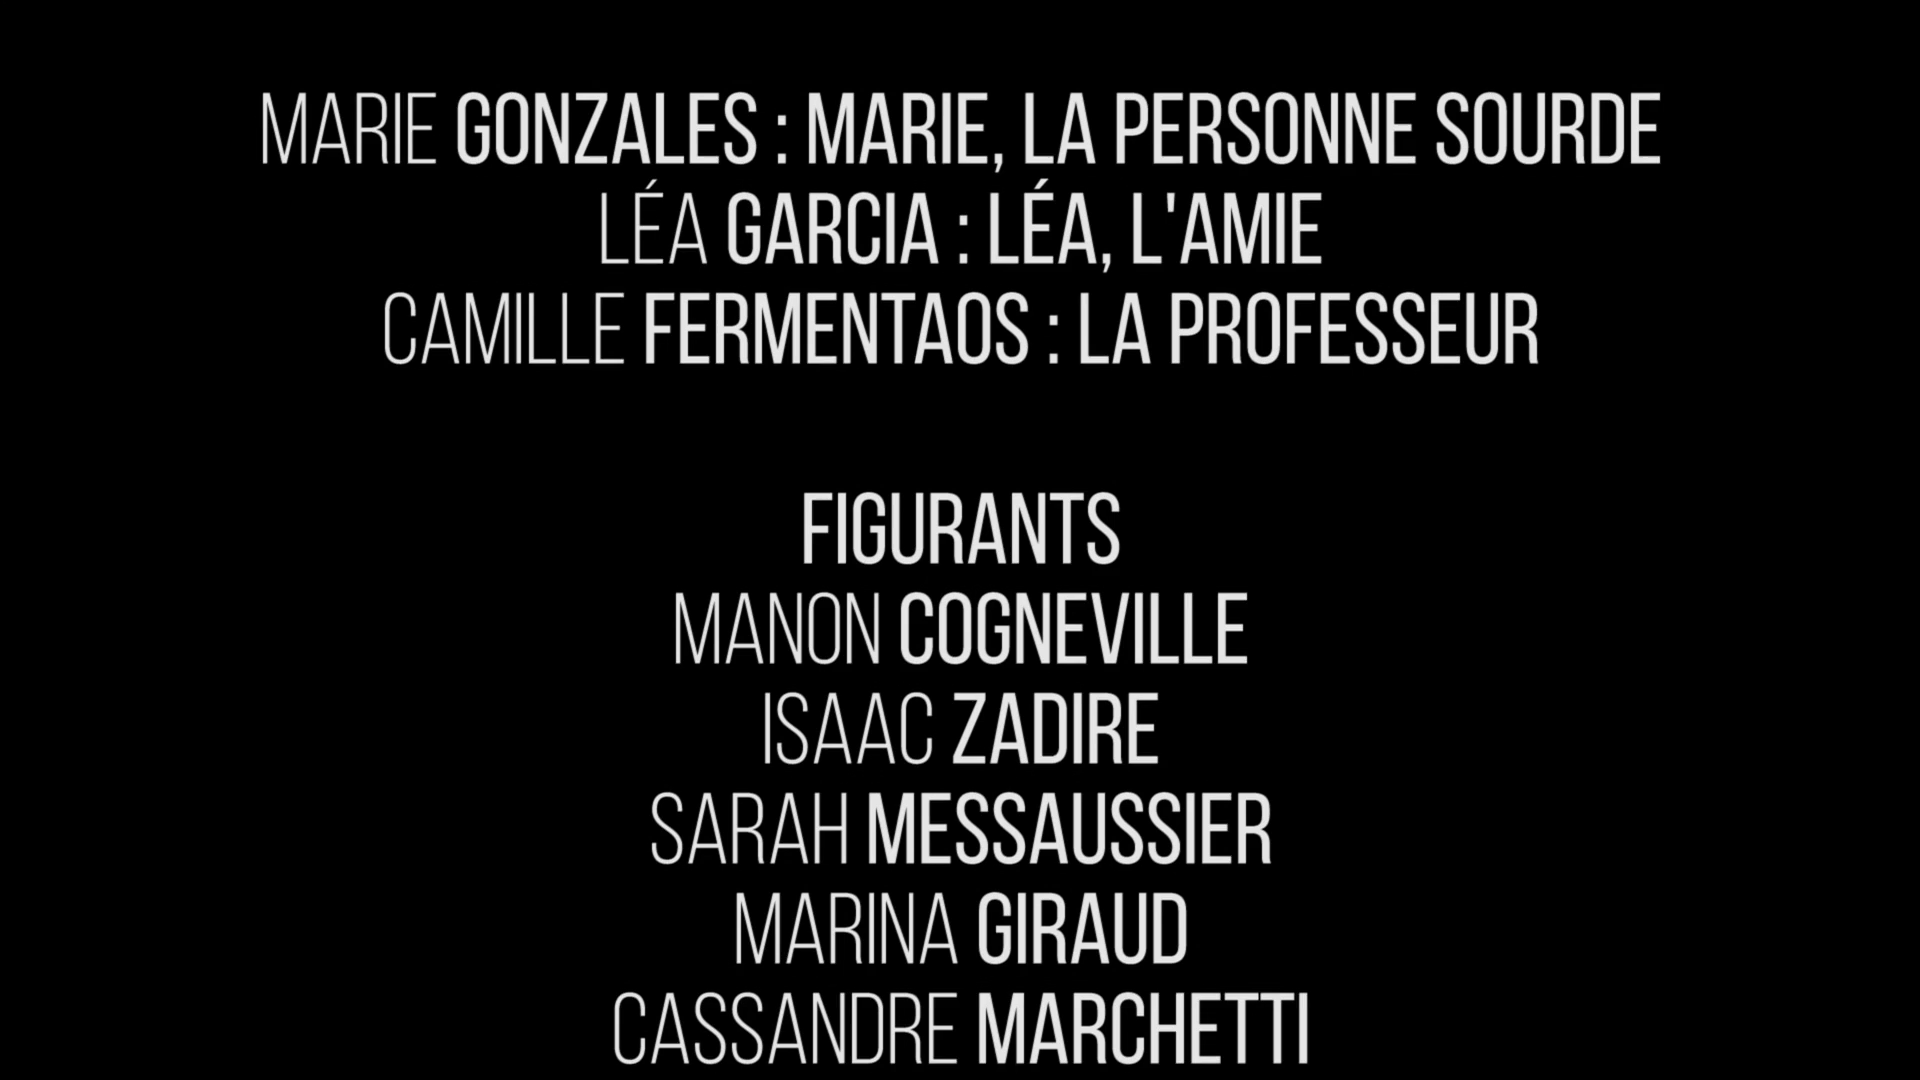 MARIE GONZALES : MARIE, LA PERSONNE SOURDE
LÉA GARCIA : LÉA, L'AMIE
CAMILLE FERMENTAOS : LA PROFESSEUR
FIGURANTS
MANON COGNEVILLE
ISAAC ZADIRE
SARAH MESSAUSSIER
MARINA GIRAUD
CASSANDRE MARCHETTI